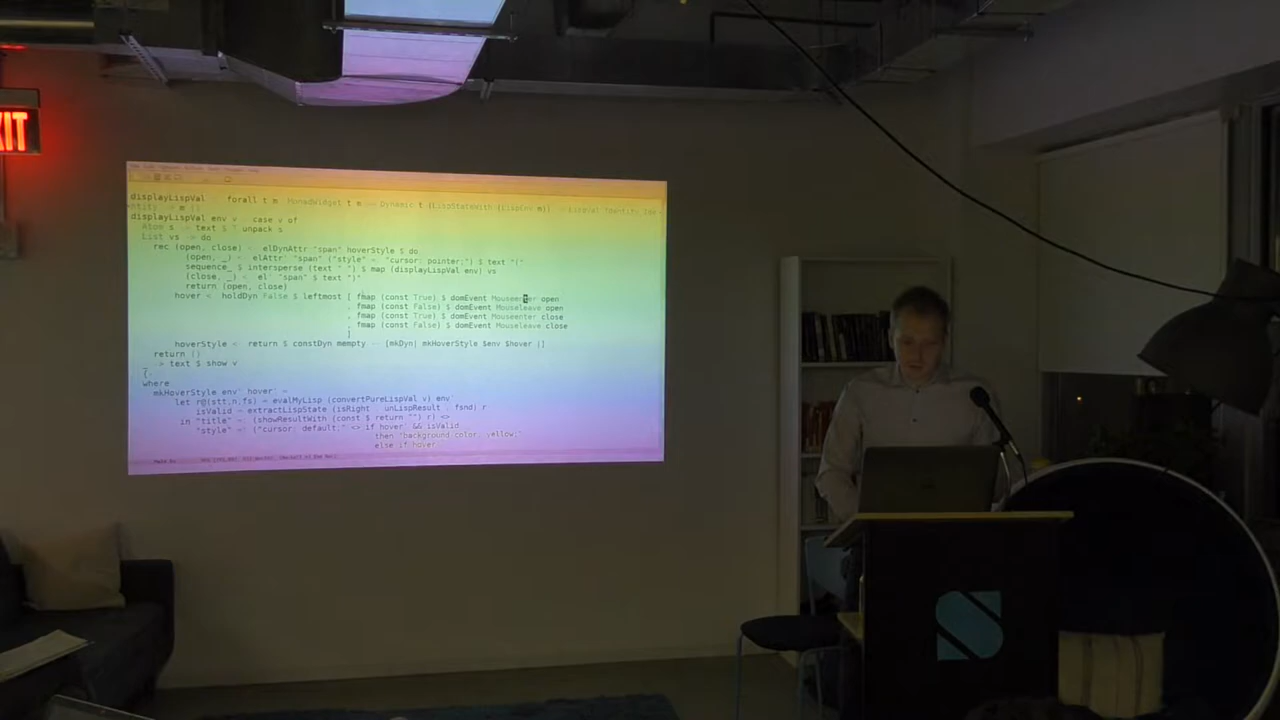 XIT
displayLispVal forall t m MonadWidget t m Dynamic t (LispStateWith (LispEnv m))
displayLispVal env v case v of
Atom s -> text $ unpack s
List vs -> do
rec (open, close) < elDynAttr "span" hoverStyle $ do
(open, _) < elAttr' "span" ("style" = "cursor: pointer;") $ text "("
sequence_ $ intersperse (text " ") $ map (displayLispVal env) vs
(close, _) < el' "span" $ text ")"
return (open, close)
hover < holdDyn False $ leftmost [ fmap (const True) $ domEvent Mouseenter open
, fmap (const False) $ domEvent Mouseleave open
, fmap (const True) $ domEvent Mouseenter close
, fmap (const False) $ domEvent Mouseleave close
]
hoverStyle < return $ constDyn mempty -- [mkDyn| mkHoverStyle $env $hover |]
return ()
-> text $ show v
where
mkHoverStyle env' hover' =
let r@(stt,n,fs) = evalMyLisp (convertPureLispVal v) env'
isValid = extractLispState (isRight . unLispResult . fsnd) r
in "title" =: (showResultWith (const $ return "") r) <>
"style" =: ("cursor: default;" <> if hover' && isValid
then "background color: yellow;"
else if hover'